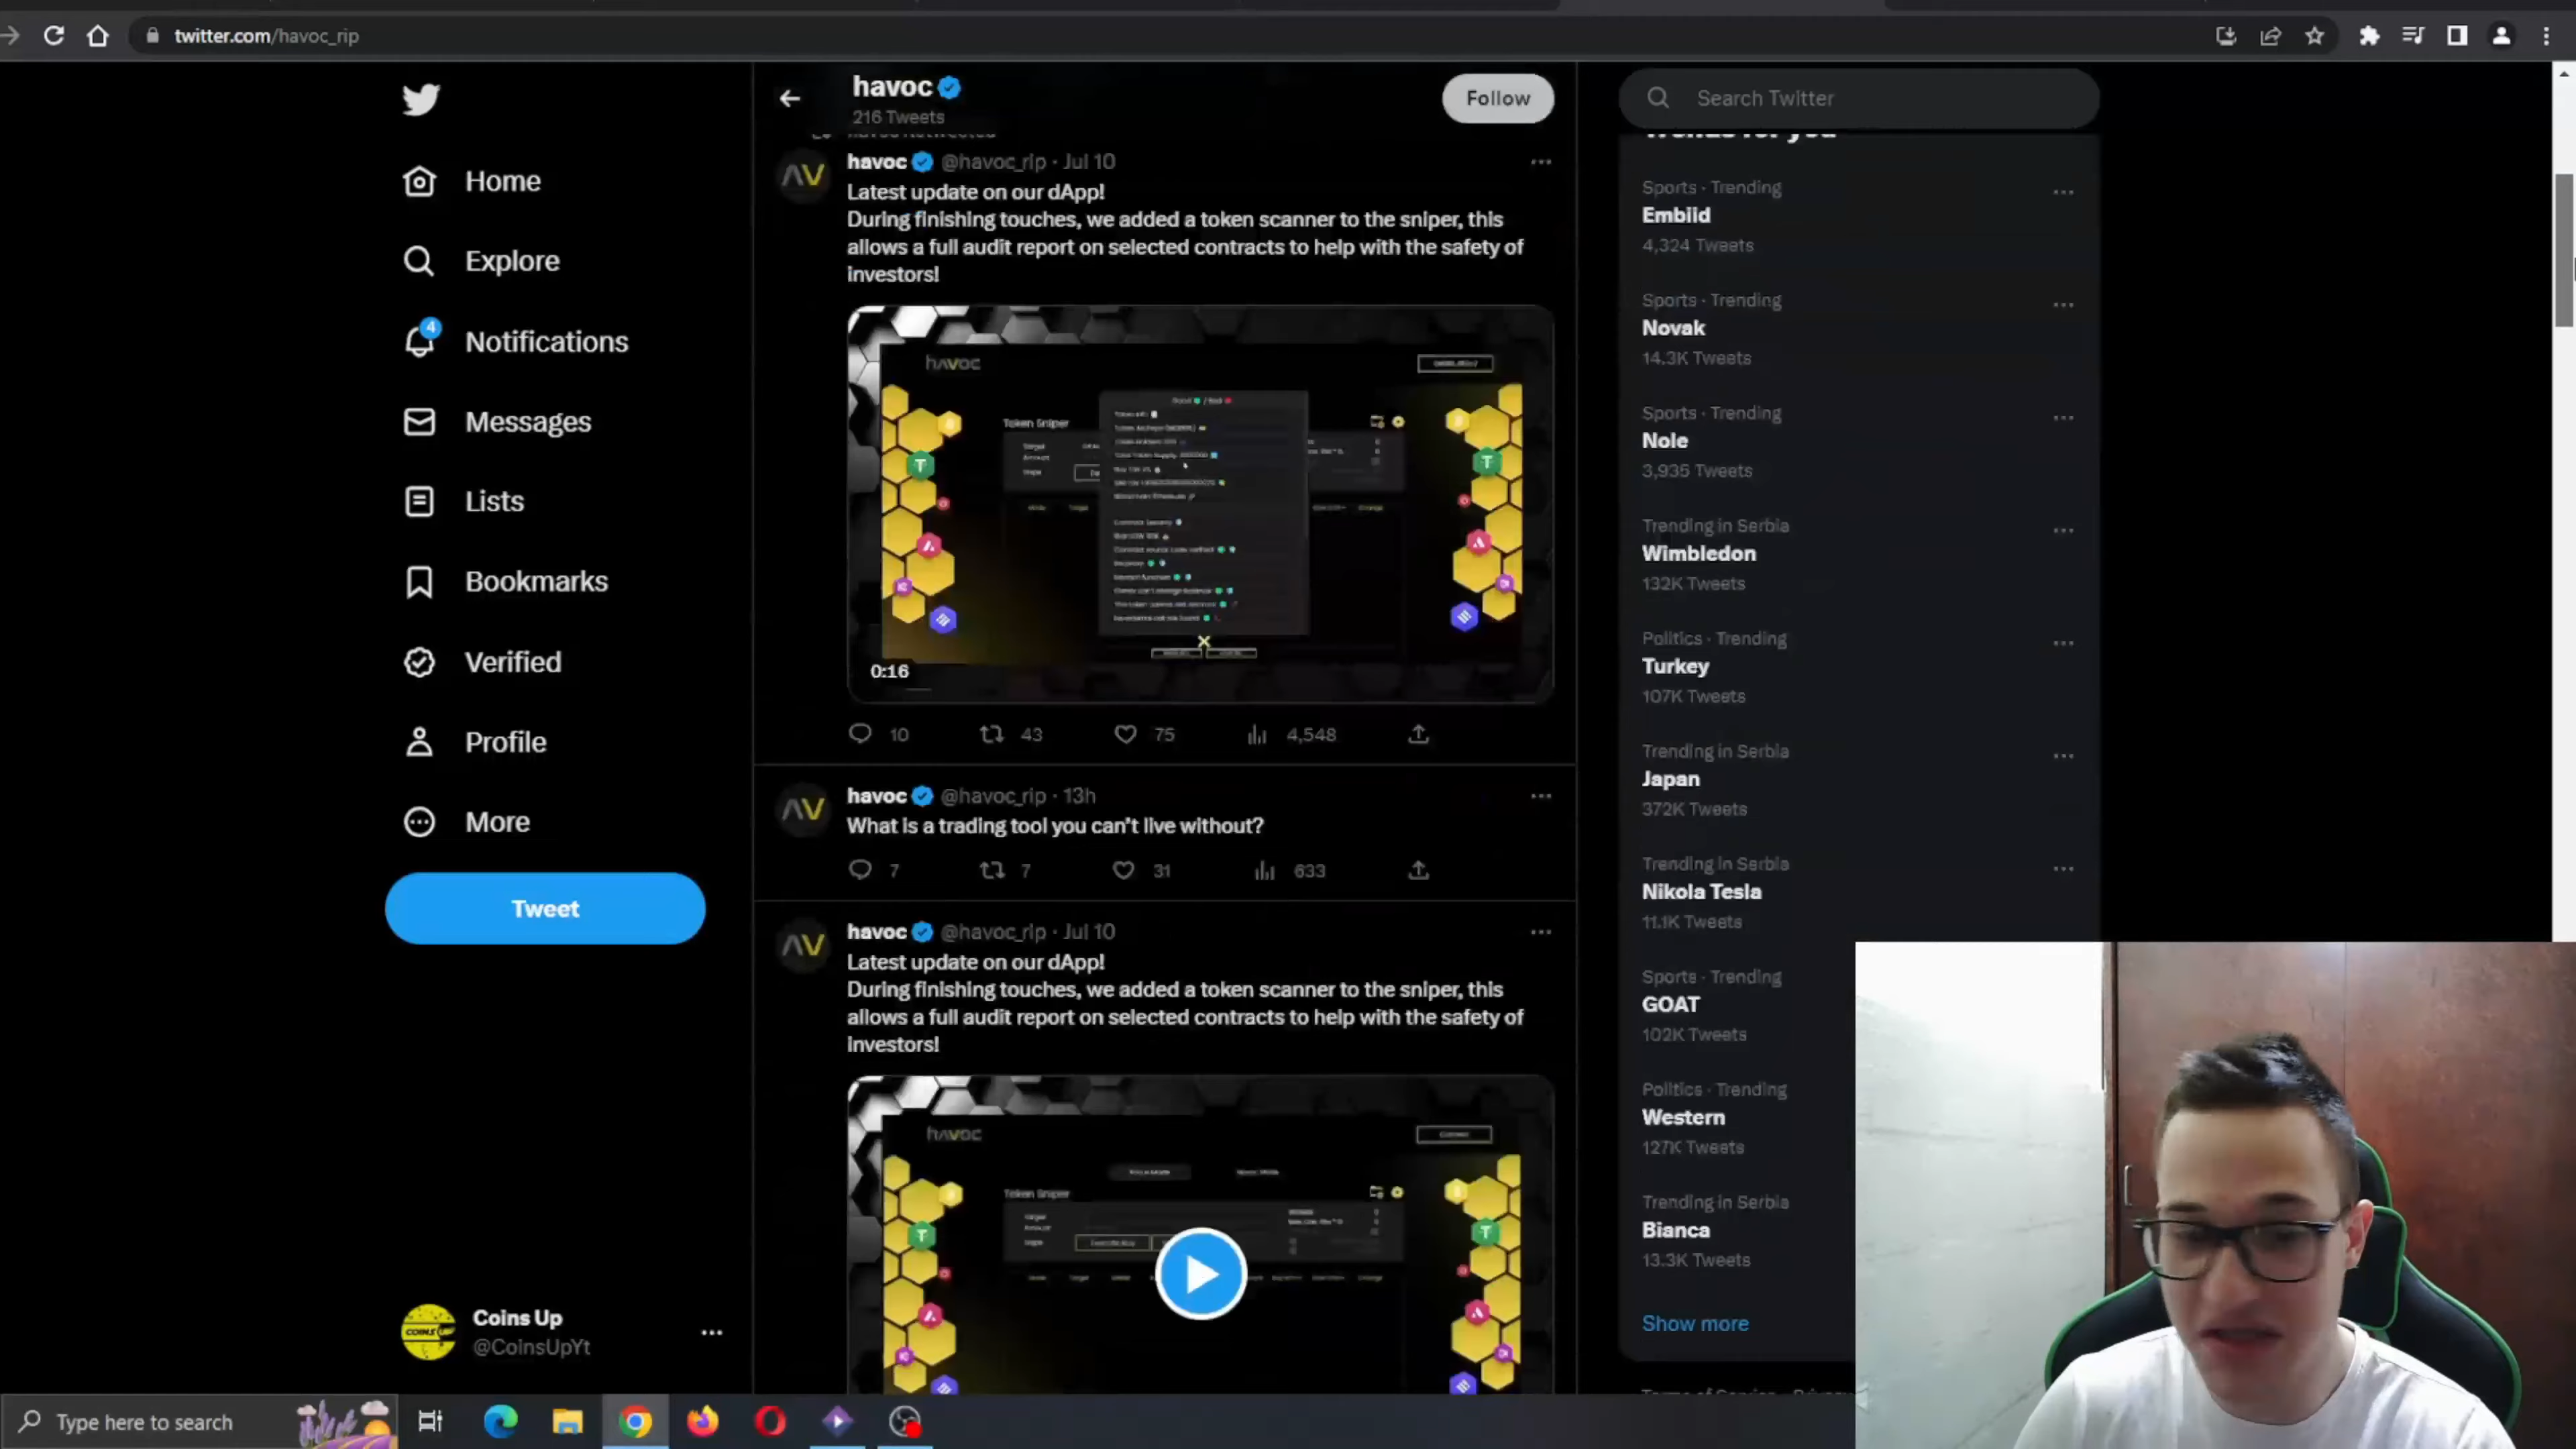 twitter.com/havoc_rip
havoc
216 Tweets
Follow
Search Twitter
Home
Explore
4
Notifications
Messages
Lists
Bookmarks
Verified
Profile
More
Tweet
Coins Up
@CoinsUpYt
COINS UP
havoc @havoc_rip · Jul 10
Latest update on our dApp!
During finishing touches, we added a token scanner to the sniper, this
allows a full audit report on selected contracts to help with the safety of
investors!
havoc
Token Sniper
0:16
10 43 75 4,548
havoc @havoc_rip · 13h
What is a trading tool you can't live without?
7 7 31 633
havoc @havoc_rip · Jul 10
Latest update on our dApp!
During finishing touches, we added a token scanner to the sniper, this
allows a full audit report on selected contracts to help with the safety of
investors!
havoc
Token Sniper
Trends for you
Sports · Trending
Embiid
4,324 Tweets
Sports · Trending
Novak
14.3K Tweets
Sports · Trending
Nole
3,935 Tweets
Trending in Serbia
Wimbledon
132K Tweets
Politics · Trending
Turkey
107K Tweets
Trending in Serbia
Japan
372K Tweets
Trending in Serbia
Nikola Tesla
11.1K Tweets
Sports · Trending
GOAT
102K Tweets
Politics · Trending
Western
127K Tweets
Trending in Serbia
Bianca
13.3K Tweets
Show more
Type here to search